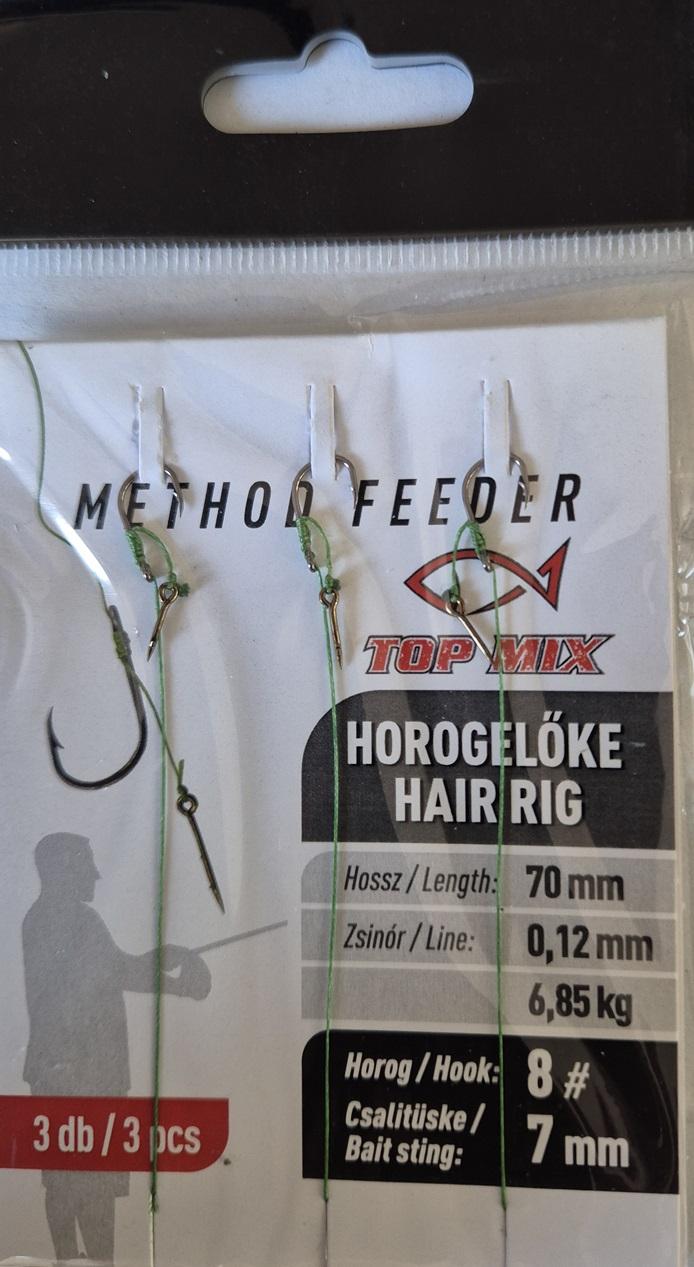 METHOD FEEDER
TOP MIX
HOROGELŐKE
HAIR RIG
Hossz / Length: 70 mm
Zsinór / Line: 0,12 mm
6,85 kg
Horog / Hook: 8 #
Csalitüske /
Bait sting: 7 mm
3 db / 3 pcs